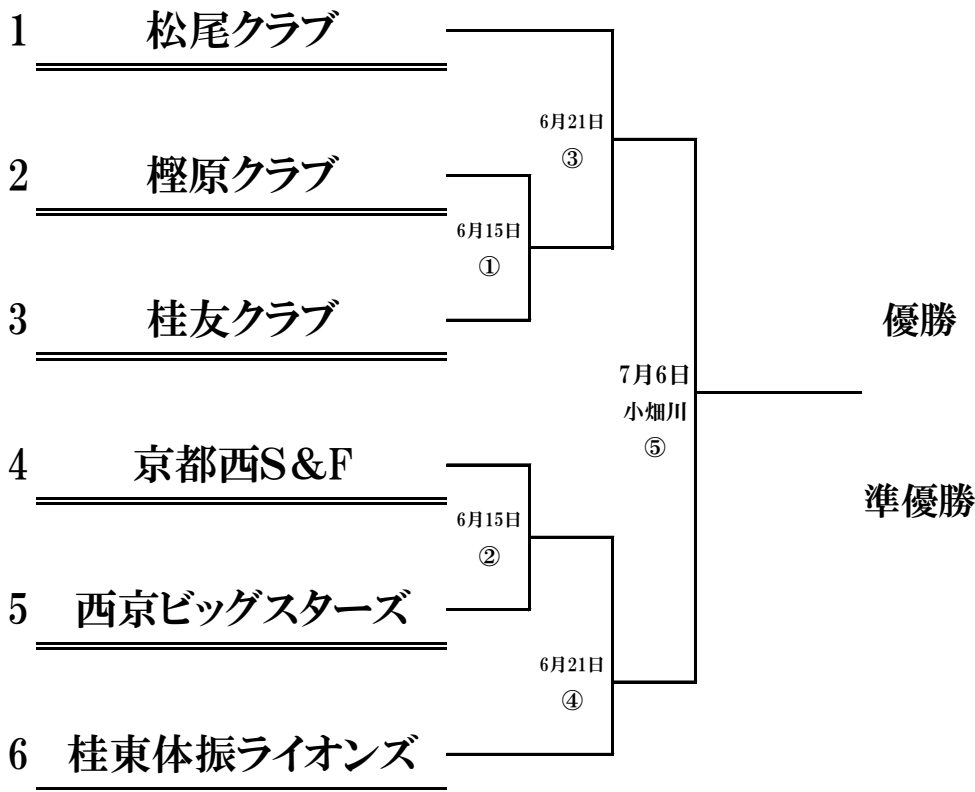 1 松尾クラブ
6月21日
③
2 樫原クラブ
6月15日
①
3 桂友クラブ
優勝
7月6日
小畑川
⑤
4 京都西S&F
準優勝
6月15日
②
5 西京ビッグスターズ
6月21日
④
6 桂東体振ライオンズ